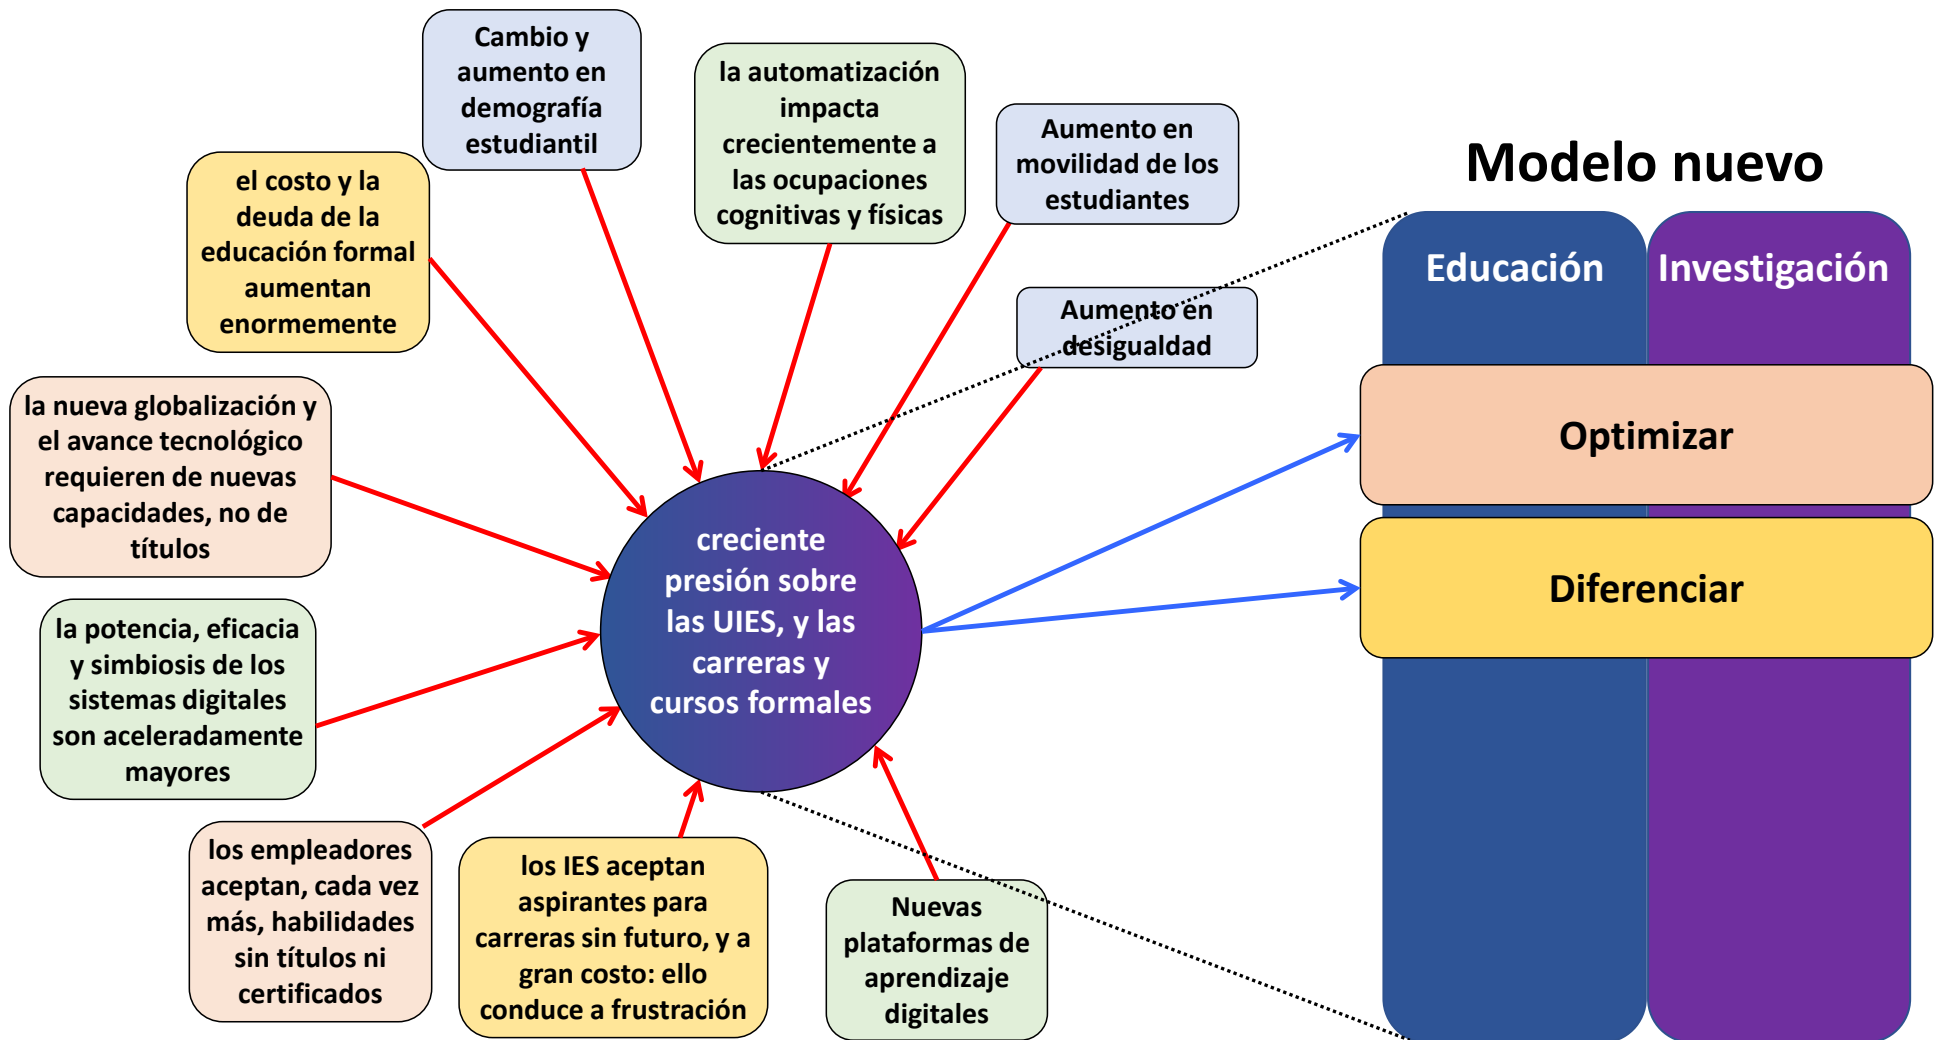 Cambio y
aumento en
demografía
estudiantil
la automatización
impacta
crecientemente a
las ocupaciones
cognitivas y físicas
Aumento en
movilidad de los
estudiantes
Aumento en
desigualdad
el costo y la
deuda de la
educación formal
aumentan
enormemente
la nueva globalización y
el avance tecnológico
requieren de nuevas
capacidades, no de
títulos
la potencia, eficacia
y simbiosis de los
sistemas digitales
son aceleradamente
mayores
los empleadores
aceptan, cada vez
más, habilidades
sin títulos ni
certificados
los IES aceptan
aspirantes para
carreras sin futuro, y a
gran costo: ello
conduce a frustración
Nuevas
plataformas de
aprendizaje
digitales
creciente
presión sobre
las UIES, y las
carreras y
cursos formales
Modelo nuevo
Educación
Investigación
Optimizar
Diferenciar